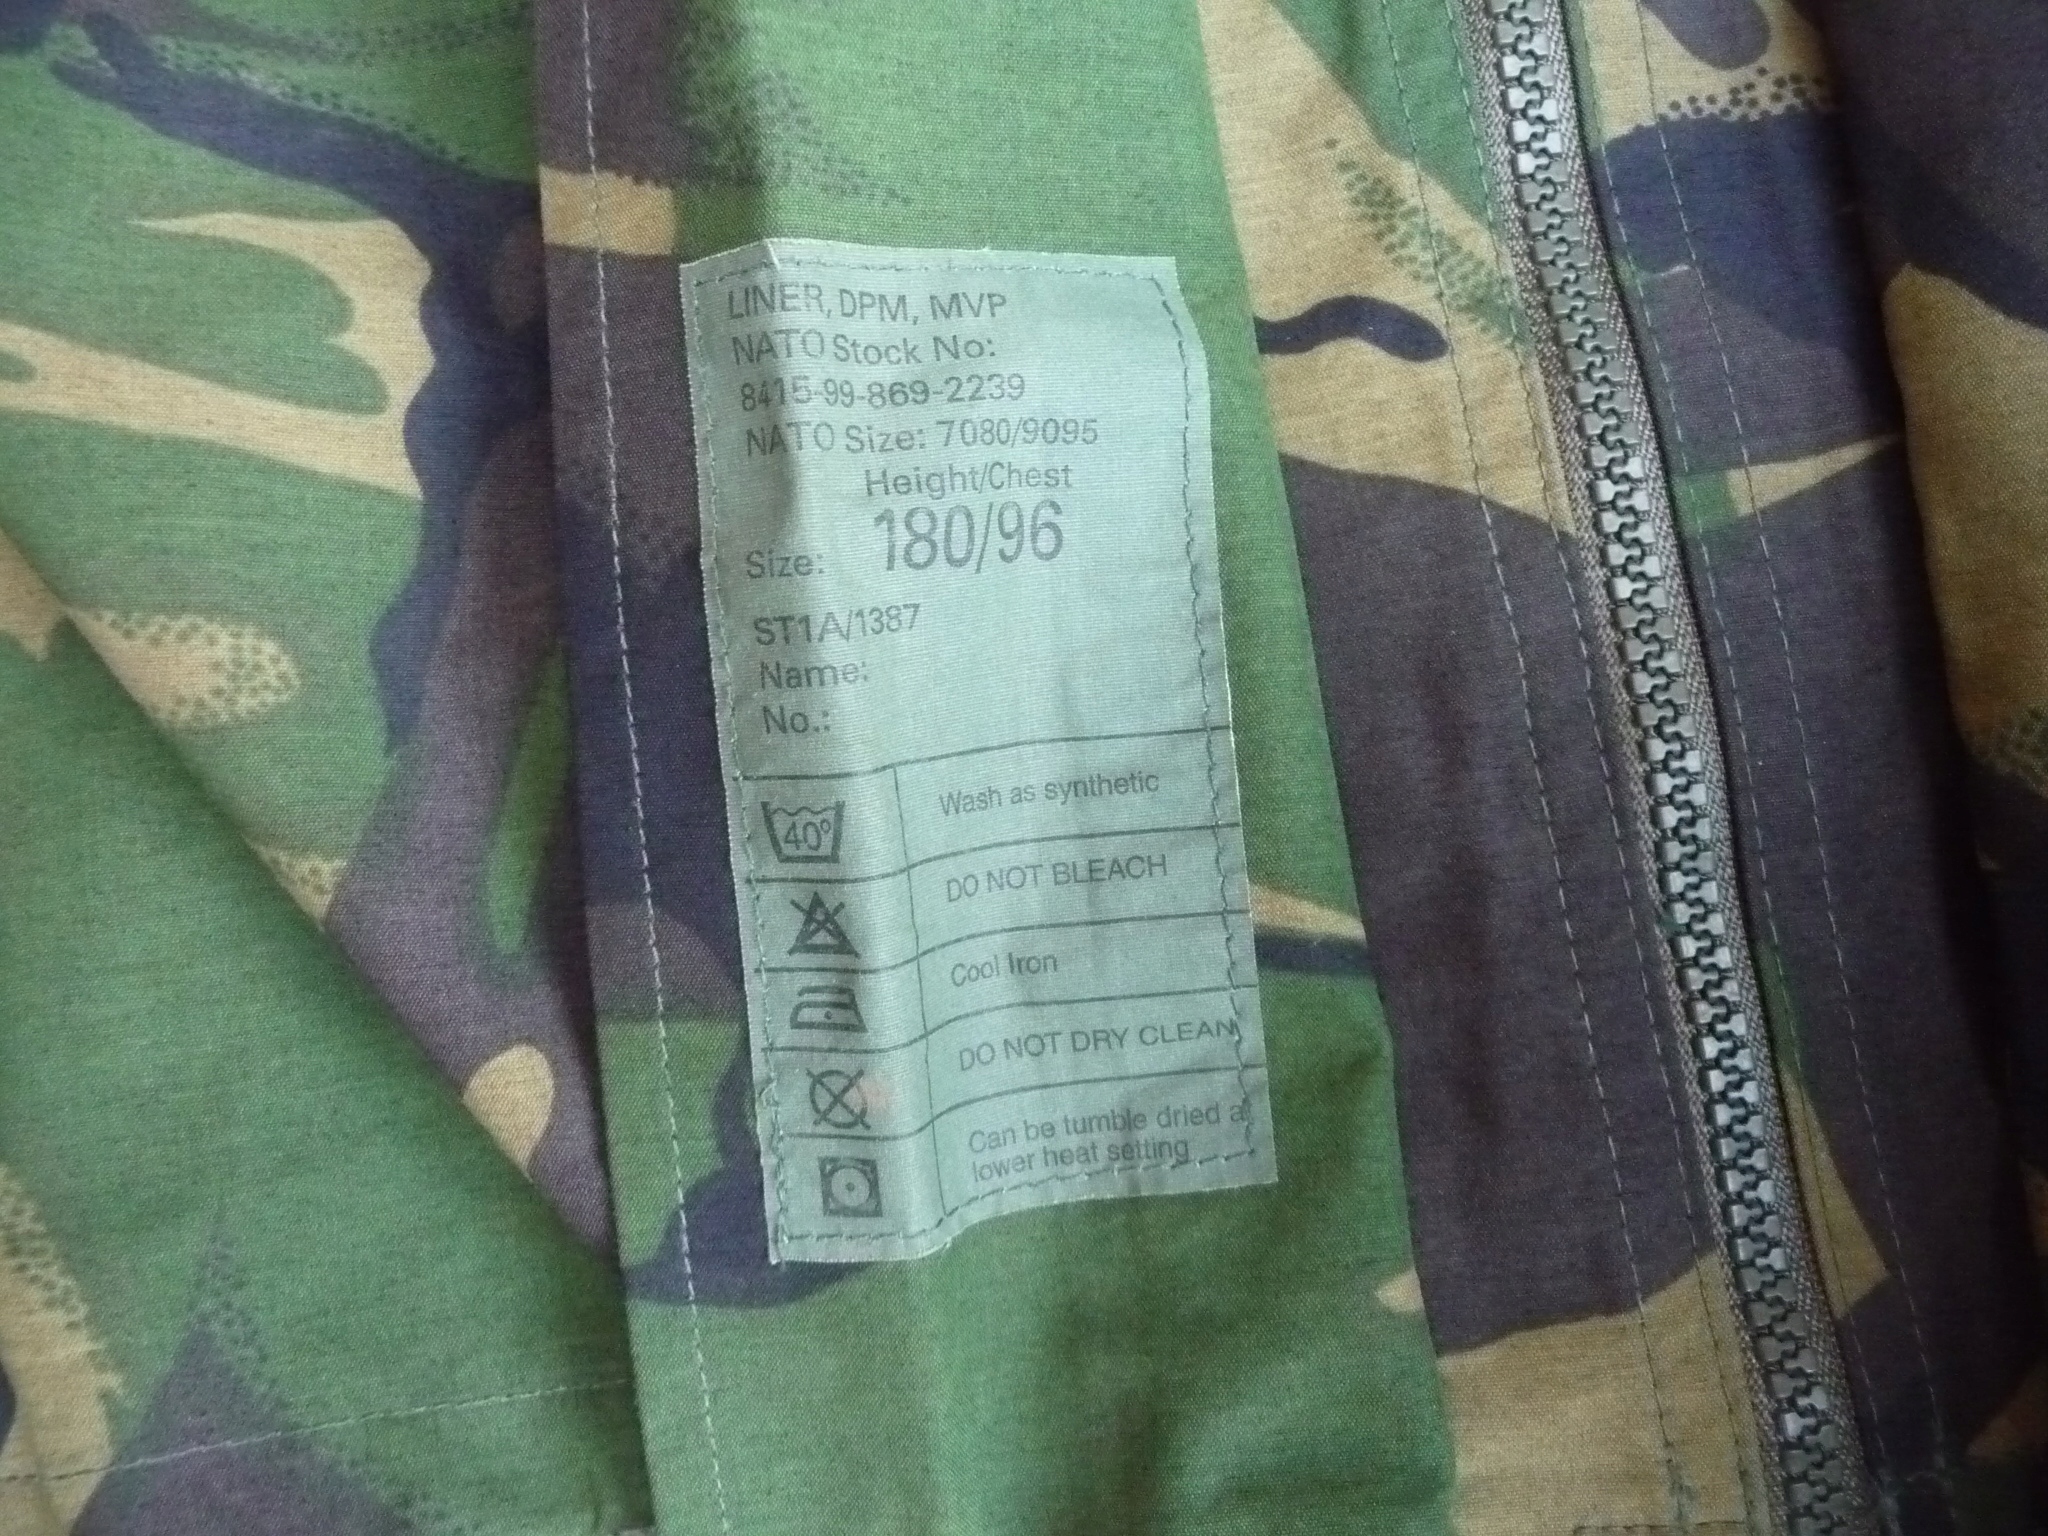 LINER, DPM, MVP
NATO Stock No:
8415-99-869-2239
NATO Size: 7080/9095
Height/Chest
Size: 180/96
ST1A/1387
Name:
No.:
40° Wash as synthetic
DO NOT BLEACH
Cool Iron
DO NOT DRY CLEAN
Can be tumble dried at
lower heat setting